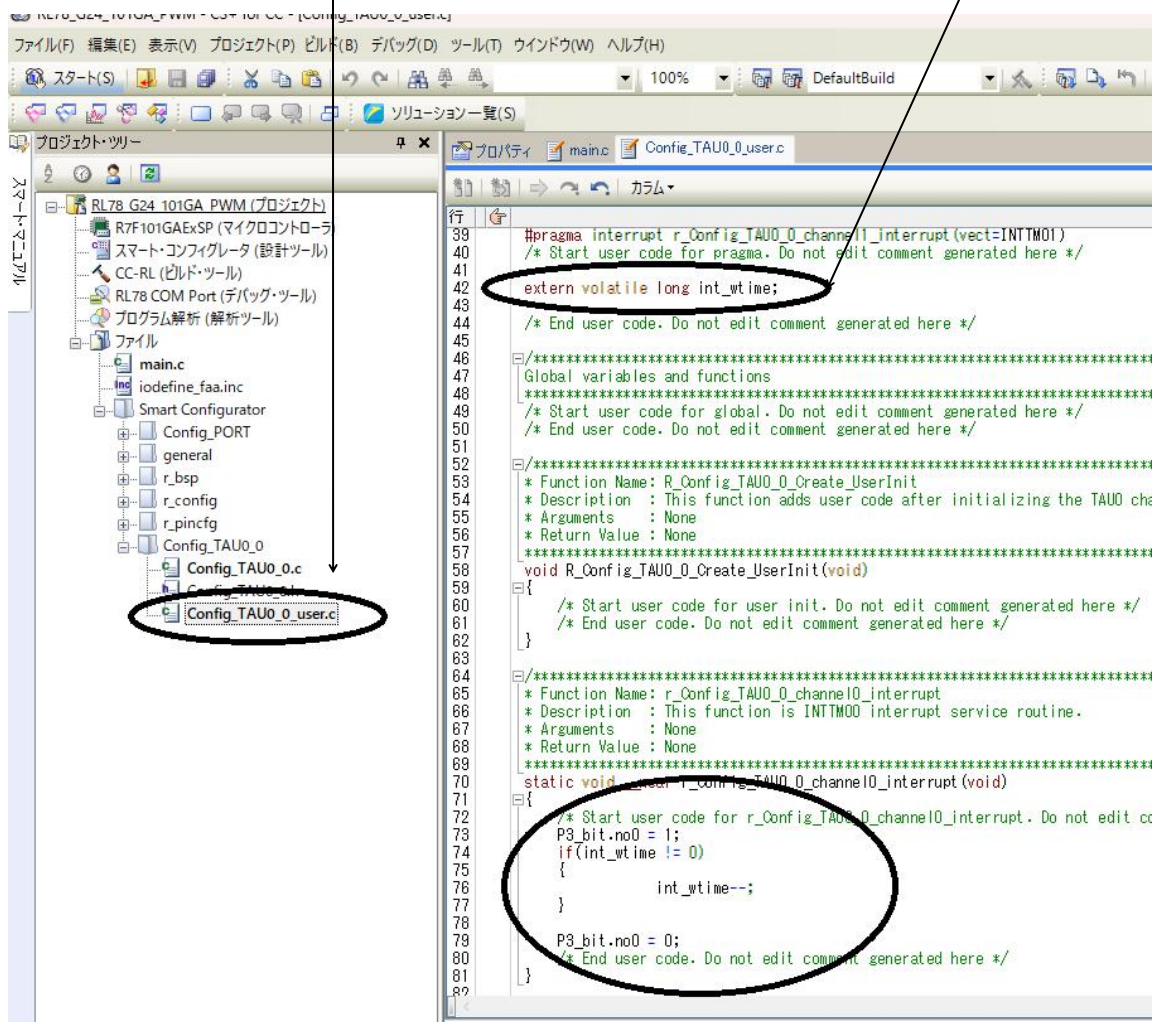 RL78_G24_101GA_PWM - CS+ for CC - [Config_TAU0_0_user.c]
ファイル(F) 編集(E) 表示(V) プロジェクト(P) ビルド(B) デバッグ(D) ツール(T) ウインドウ(W) ヘルプ(H)
スタート(S) 100% DefaultBuild
ソリューション一覧(S)
スマート・マニュアル
プロジェクト・ツリー
RL78_G24_101GA_PWM (プロジェクト)
R7F101GAExSP (マイクロコントローラ)
スマート・コンフィグレータ (設計ツール)
CC-RL (ビルド・ツール)
RL78 COM Port (デバッグ・ツール)
プログラム解析 (解析ツール)
ファイル
main.c
iodefine_faa.inc
Smart Configurator
Config_PORT
general
r_bsp
r_config
r_pincfg
Config_TAU0_0
Config_TAU0_0.c
Config_TAU0_0.h
Config_TAU0_0_user.c
プロパティ main.c Config_TAU0_0_user.c
カラム
行
39 #pragma interrupt r_Config_TAU0_0_channel1_interrupt(vect=INTTM01)
40 /* Start user code for pragma. Do not edit comment generated here */
41
42 extern volatile long int_wtime;
43
44 /* End user code. Do not edit comment generated here */
45
46 /***********************************************************************
47 Global variables and functions
48 ***********************************************************************
49 /* Start user code for global. Do not edit comment generated here */
50 /* End user code. Do not edit comment generated here */
51
52 /***********************************************************************
53 * Function Name: R_Config_TAU0_0_Create_UserInit
54 * Description  : This function adds user code after initializing the TAU0 cha
55 * Arguments    : None
56 * Return Value : None
57 ***********************************************************************
58 void R_Config_TAU0_0_Create_UserInit(void)
59 {
60 /* Start user code for user init. Do not edit comment generated here */
61 /* End user code. Do not edit comment generated here */
62 }
63
64 /***********************************************************************
65 * Function Name: r_Config_TAU0_0_channel0_interrupt
66 * Description  : This function is INTTM00 interrupt service routine.
67 * Arguments    : None
68 * Return Value : None
69 ***********************************************************************
70 static void __near r_Config_TAU0_0_channel0_interrupt(void)
71 {
72 /* Start user code for r_Config_TAU0_0_channel0_interrupt. Do not edit co
73 P3_bit.no0 = 1;
74 if(int_wtime != 0)
75 {
76 int_wtime--;
77 }
78
79 P3_bit.no0 = 0;
80 /* End user code. Do not edit comment generated here */
81 }
82